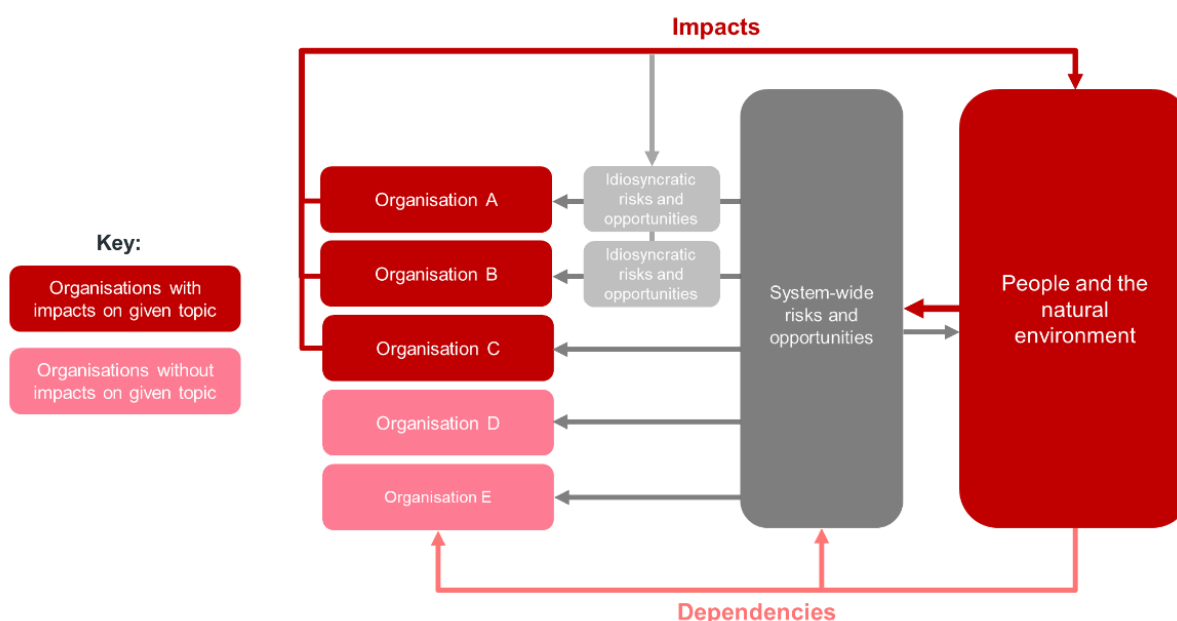 Impacts
Idiosyncratic
risks and
opportunities
Organisation A
Key:
Idiosyncratic
risks and
opportunities
Organisation B
Organisations with
impacts on given topic
System-wide
risks and
opportunities
People and the
natural
environment
Organisation C
Organisations without
impacts on given topic
Organisation D
Organisation E
Dependencies